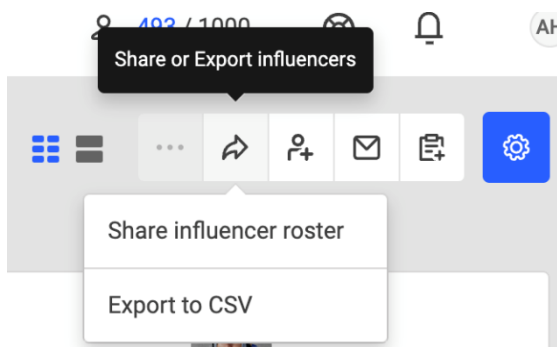 493 / 1000
AH
Share or Export influencers
Share influencer roster
Export to CSV